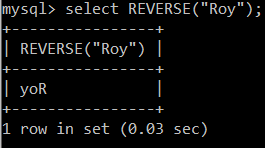 mysql> select REVERSE("Roy");
+----------------+
| REVERSE("Roy") |
+----------------+
| yoR            |
+----------------+
1 row in set (0.03 sec)